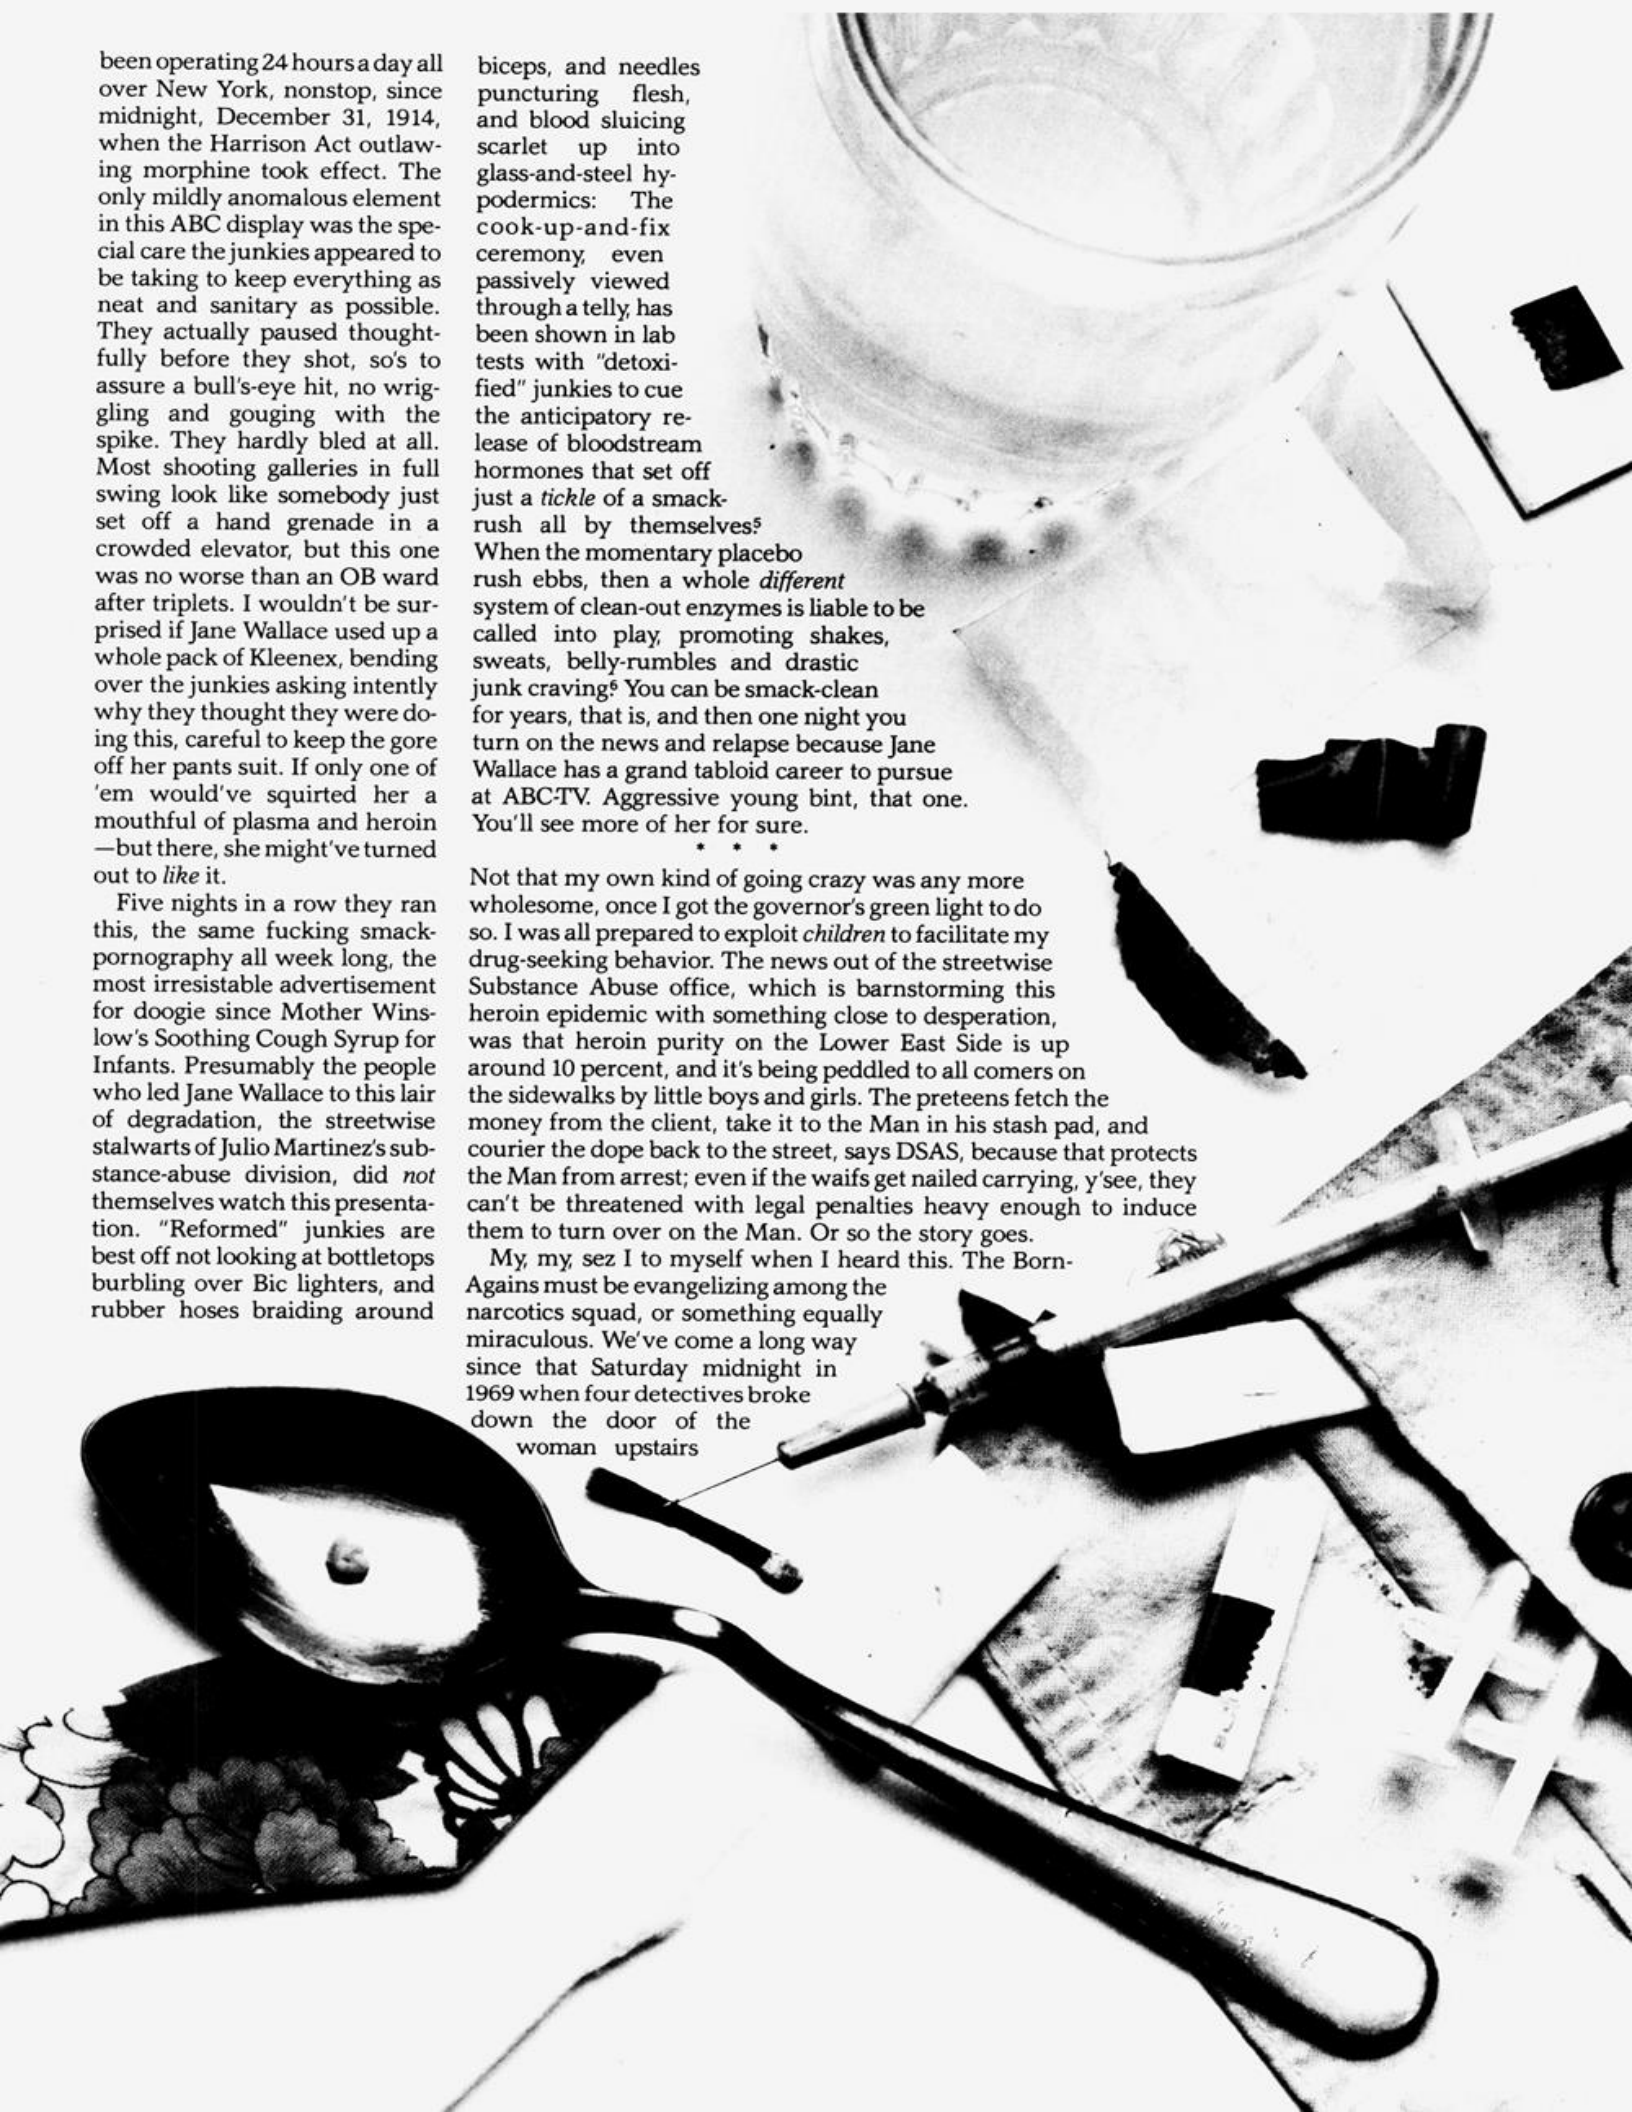 been operating 24 hours a day all
over New York, nonstop, since
midnight, December 31, 1914,
when the Harrison Act outlaw-
ing morphine took effect. The
only mildly anomalous element
in this ABC display was the spe-
cial care the junkies appeared to
be taking to keep everything as
neat and sanitary as possible.
They actually paused thought-
fully before they shot, so's to
assure a bull's-eye hit, no wrig-
gling and gouging with the
spike. They hardly bled at all.
Most shooting galleries in full
swing look like somebody just
set off a hand grenade in a
crowded elevator, but this one
was no worse than an OB ward
after triplets. I wouldn't be sur-
prised if Jane Wallace used up a
whole pack of Kleenex, bending
over the junkies asking intently
why they thought they were do-
ing this, careful to keep the gore
off her pants suit. If only one of
'em would've squirted her a
mouthful of plasma and heroin
—but there, she might've turned
out to like it.
Five nights in a row they ran
this, the same fucking smack-
pornography all week long, the
most irresistable advertisement
for doogie since Mother Wins-
low's Soothing Cough Syrup for
Infants. Presumably the people
who led Jane Wallace to this lair
of degradation, the streetwise
stalwarts of Julio Martinez's sub-
stance-abuse division, did not
themselves watch this presenta-
tion. "Reformed" junkies are
best off not looking at bottletops
burbling over Bic lighters, and
rubber hoses braiding around
biceps, and needles
puncturing flesh,
and blood sluicing
scarlet up into
glass-and-steel hy-
podermics: The
cook-up-and-fix
ceremony, even
passively viewed
through a telly, has
been shown in lab
tests with "detoxi-
fied" junkies to cue
the anticipatory re-
lease of bloodstream
hormones that set off
just a tickle of a smack-
rush all by themselves.⁵
When the momentary placebo
rush ebbs, then a whole different
system of clean-out enzymes is liable to be
called into play, promoting shakes,
sweats, belly-rumbles and drastic
junk craving.⁶ You can be smack-clean
for years, that is, and then one night you
turn on the news and relapse because Jane
Wallace has a grand tabloid career to pursue
at ABC-TV. Aggressive young bint, that one.
You'll see more of her for sure.
* * *
Not that my own kind of going crazy was any more
wholesome, once I got the governor's green light to do
so. I was all prepared to exploit children to facilitate my
drug-seeking behavior. The news out of the streetwise
Substance Abuse office, which is barnstorming this
heroin epidemic with something close to desperation,
was that heroin purity on the Lower East Side is up
around 10 percent, and it's being peddled to all comers on
the sidewalks by little boys and girls. The preteens fetch the
money from the client, take it to the Man in his stash pad, and
courier the dope back to the street, says DSAS, because that protects
the Man from arrest; even if the waifs get nailed carrying, y'see, they
can't be threatened with legal penalties heavy enough to induce
them to turn over on the Man. Or so the story goes.
My, my, sez I to myself when I heard this. The Born-
Agains must be evangelizing among the
narcotics squad, or something equally
miraculous. We've come a long way
since that Saturday midnight in
1969 when four detectives broke
down the door of the
woman upstairs